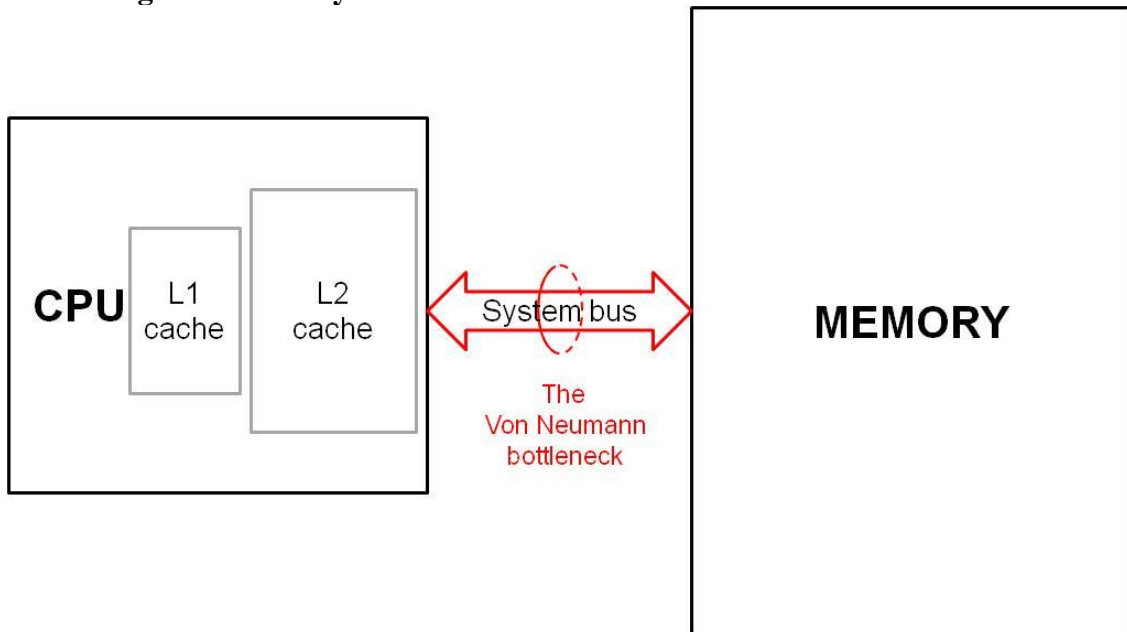 CPU
L1
cache
L2
cache
System bus
The
Von Neumann
bottleneck
MEMORY